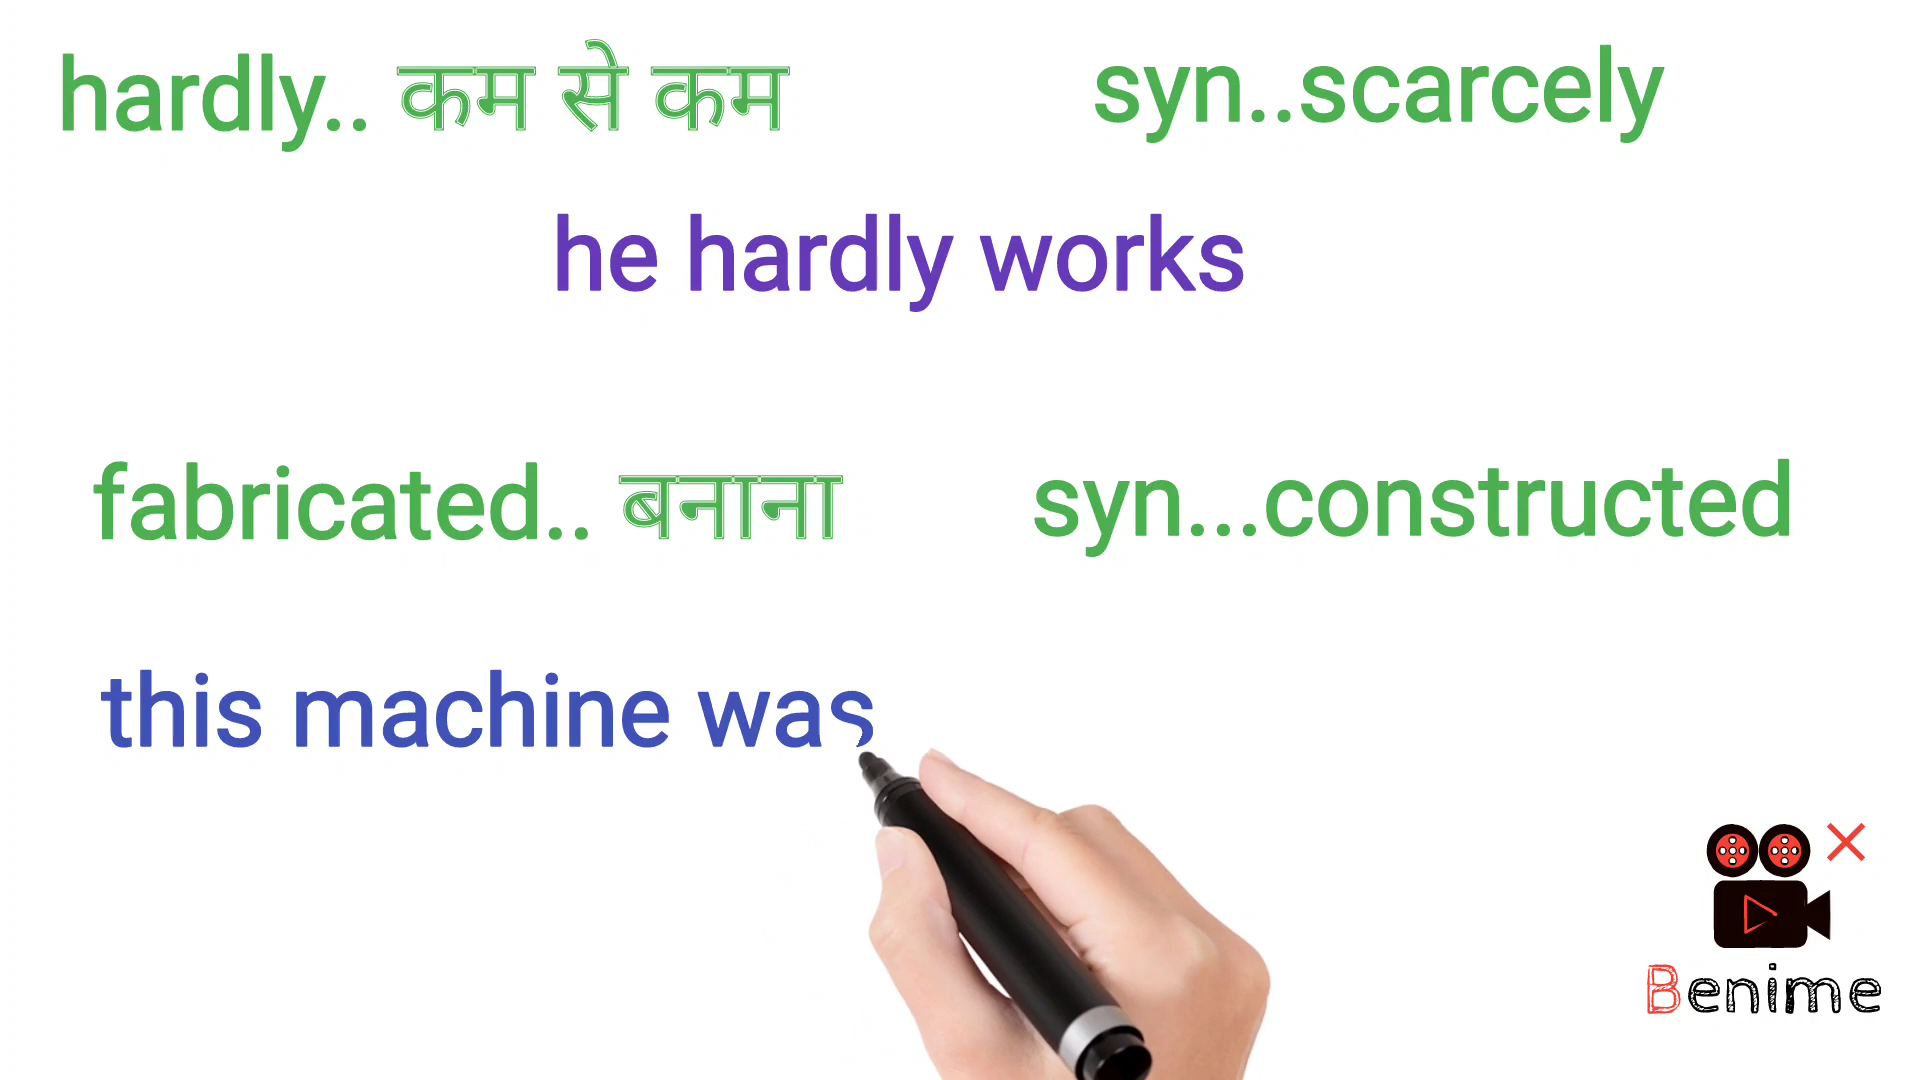 hardly.. कम से कम
syn..scarcely
he hardly works
fabricated.. बनाना
syn...constructed
this machine was
Benime